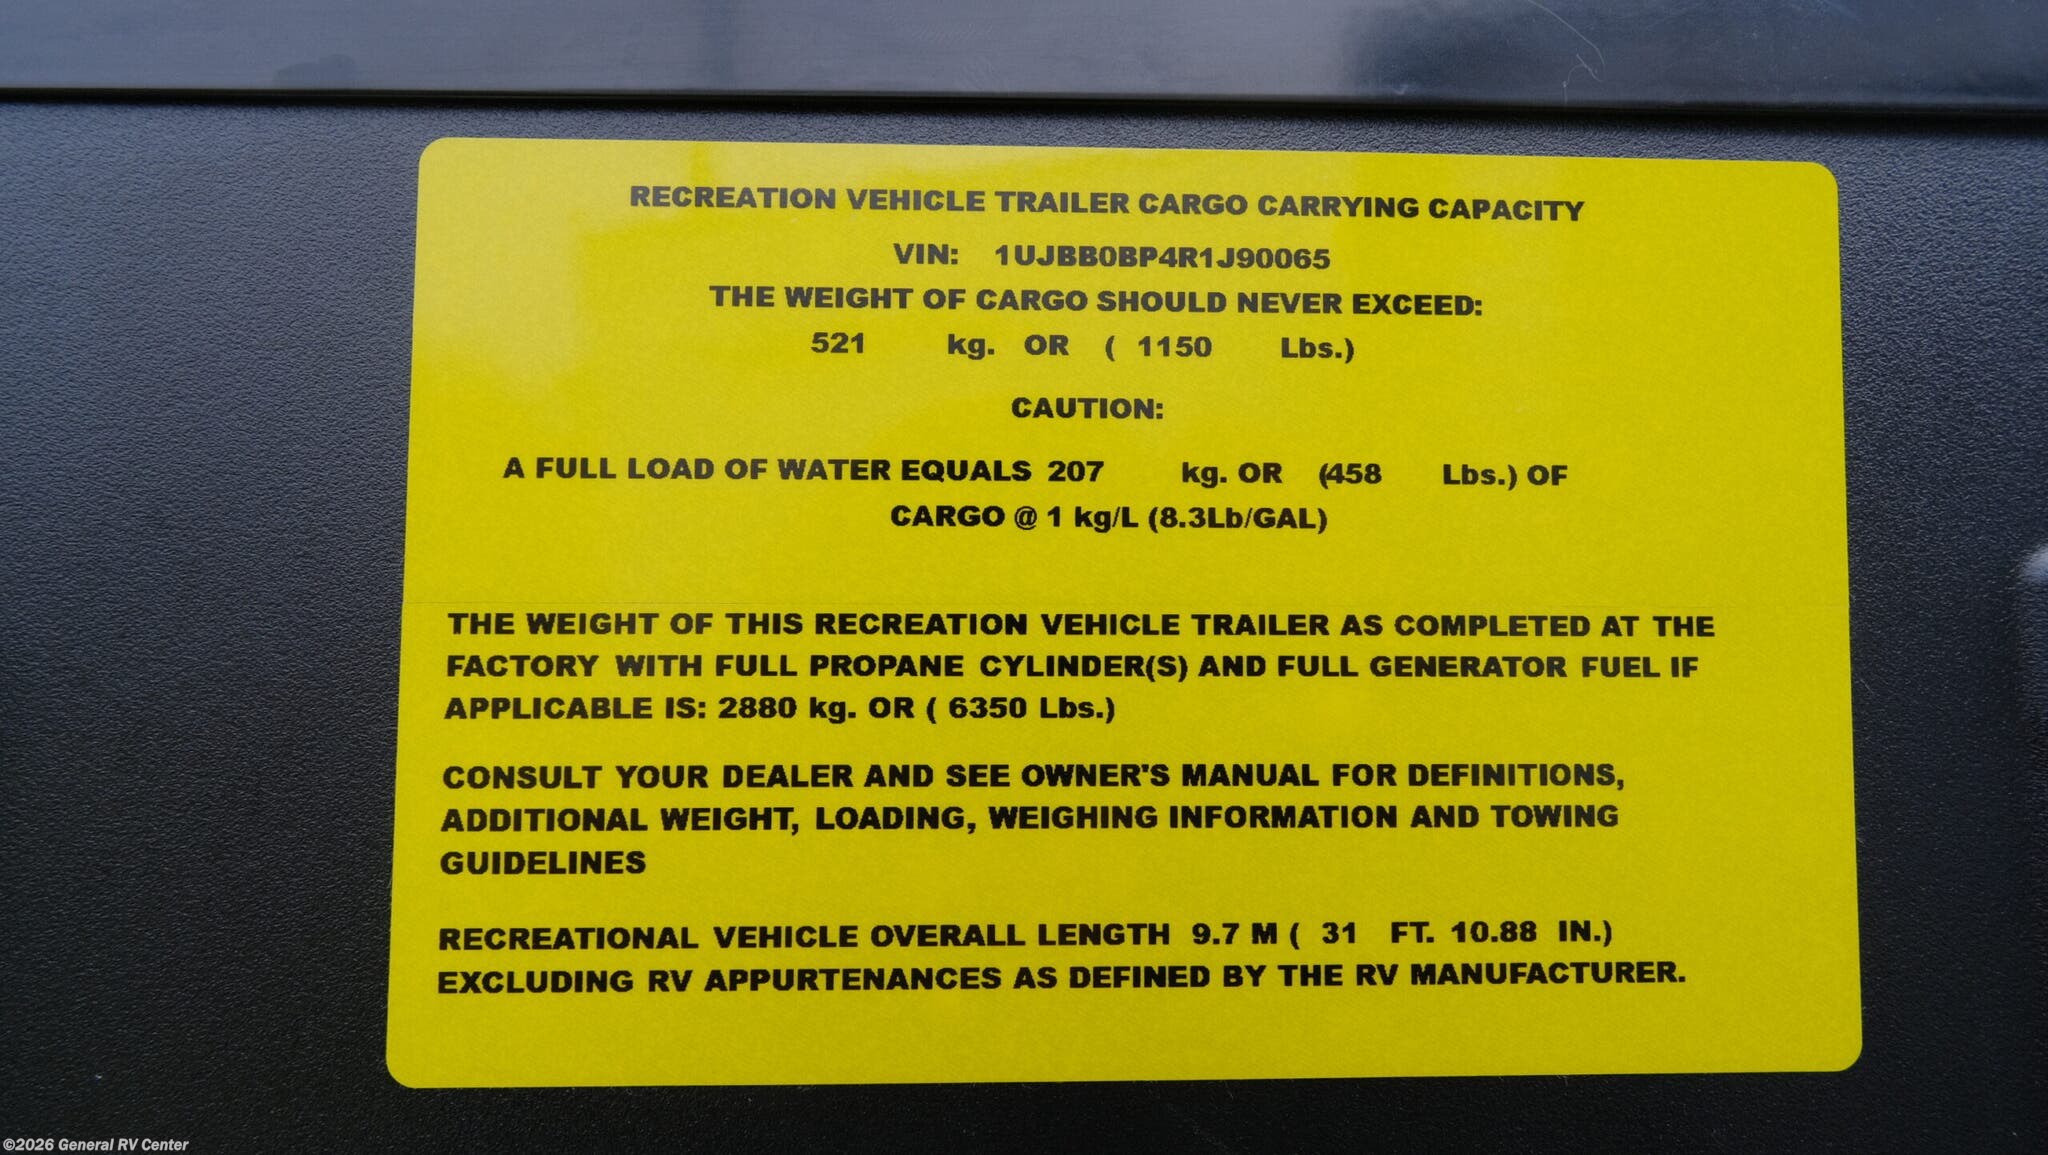 RECREATION VEHICLE TRAILER CARGO CARRYING CAPACITY
VIN: 1UJBB0BP4R1J90065
THE WEIGHT OF CARGO SHOULD NEVER EXCEED:
521 kg. OR ( 1150 Lbs.)
CAUTION:
A FULL LOAD OF WATER EQUALS 207 kg. OR (458 Lbs.) OF
CARGO @ 1 kg/L (8.3Lb/GAL)
THE WEIGHT OF THIS RECREATION VEHICLE TRAILER AS COMPLETED AT THE
FACTORY WITH FULL PROPANE CYLINDER(S) AND FULL GENERATOR FUEL IF
APPLICABLE IS: 2880 kg. OR ( 6350 Lbs.)
CONSULT YOUR DEALER AND SEE OWNER'S MANUAL FOR DEFINITIONS,
ADDITIONAL WEIGHT, LOADING, WEIGHING INFORMATION AND TOWING
GUIDELINES
RECREATIONAL VEHICLE OVERALL LENGTH 9.7 M ( 31 FT. 10.88 IN.)
EXCLUDING RV APPURTENANCES AS DEFINED BY THE RV MANUFACTURER.
©2026 General RV Center